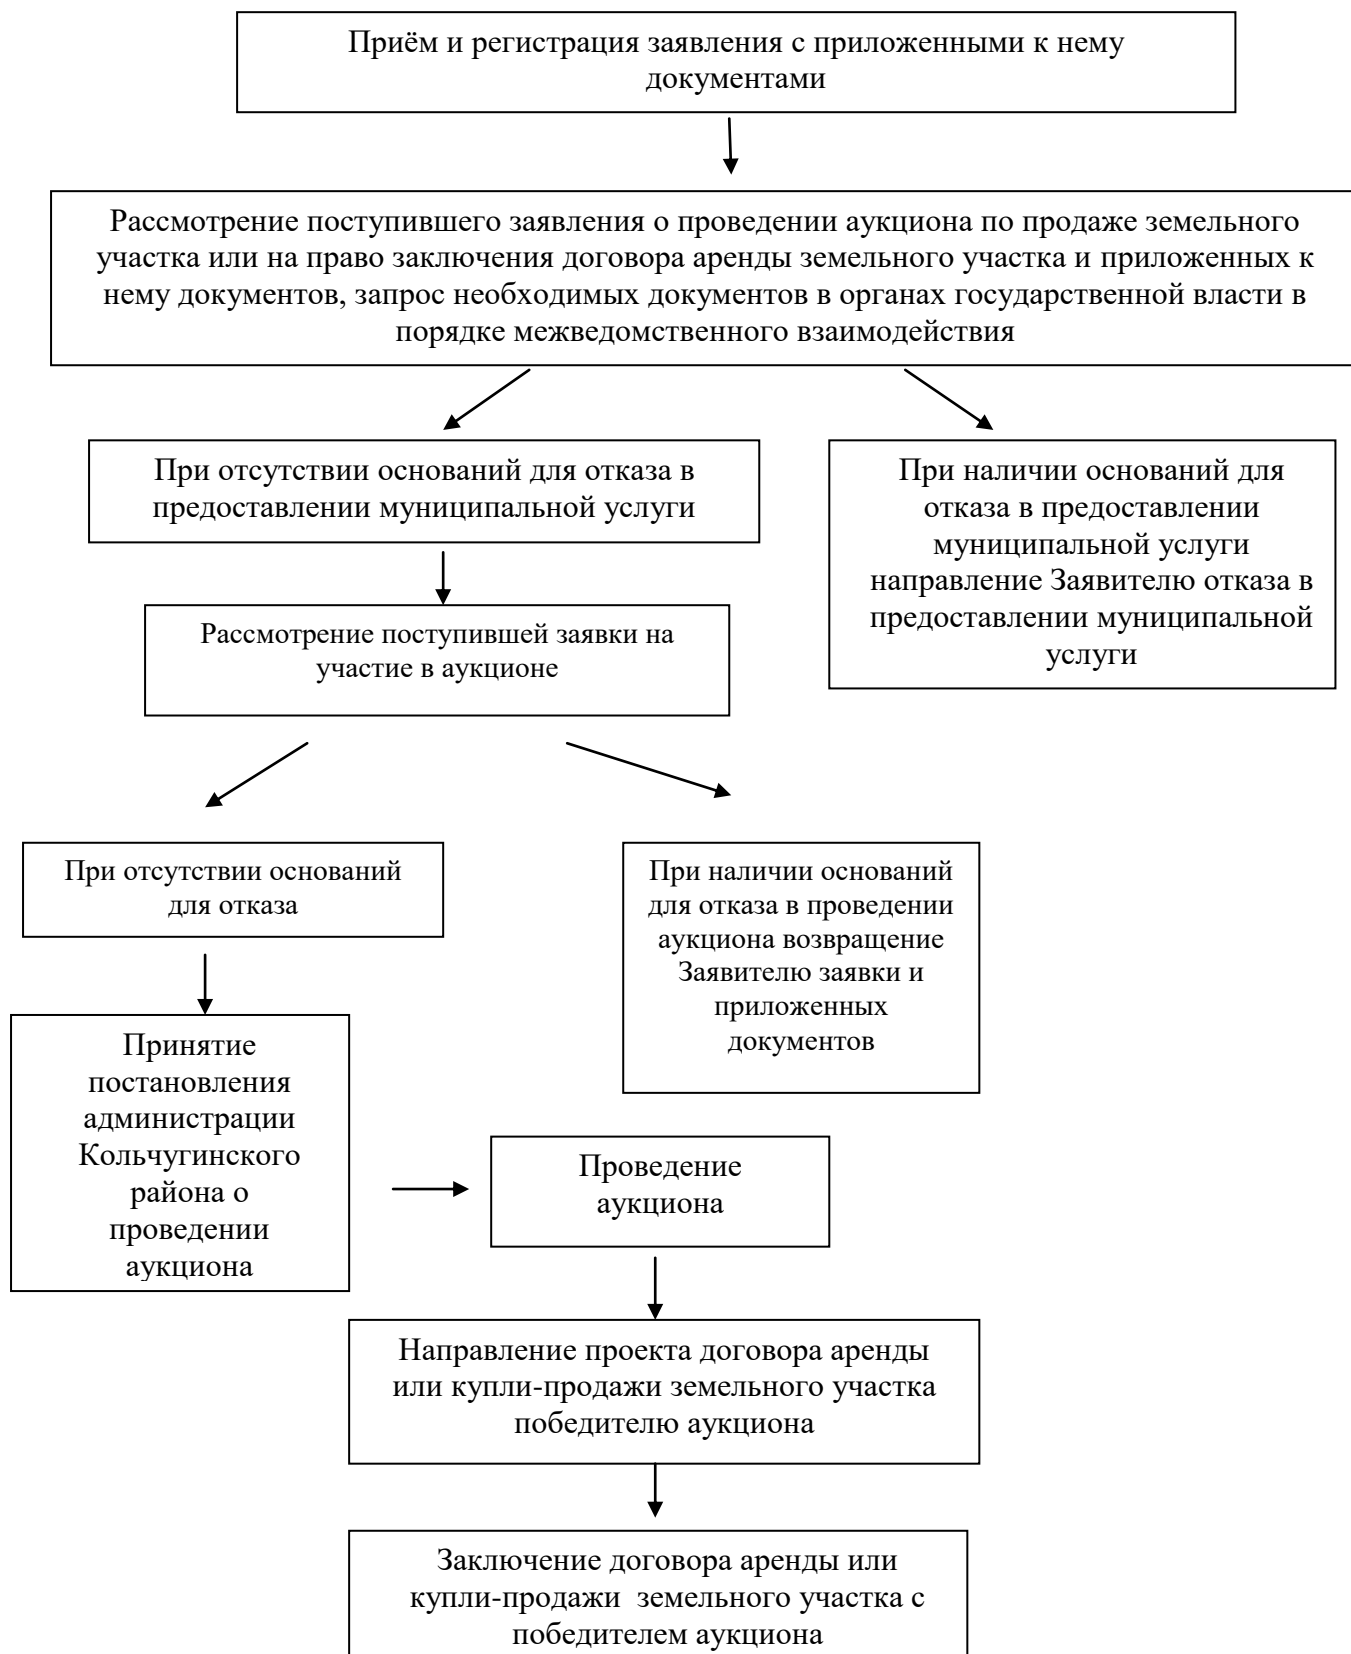 Приём и регистрация заявления с приложенными к нему
документами
Рассмотрение поступившего заявления о проведении аукциона по продаже земельного
участка или на право заключения договора аренды земельного участка и приложенных к
нему документов, запрос необходимых документов в органах государственной власти в
порядке межведомственного взаимодействия
При отсутствии оснований для отказа в
предоставлении муниципальной услуги
При наличии оснований для
отказа в предоставлении
муниципальной услуги
направление Заявителю отказа в
предоставлении муниципальной
услуги
Рассмотрение поступившей заявки на
участие в аукционе
При отсутствии оснований
для отказа
При наличии оснований
для отказа в проведении
аукциона возвращение
Заявителю заявки и
приложенных
документов
Принятие
постановления
администрации
Кольчугинского
района о
проведении
аукциона
Проведение
аукциона
Направление проекта договора аренды
или купли-продажи земельного участка
победителю аукциона
Заключение договора аренды или
купли-продажи  земельного участка с
победителем аукциона